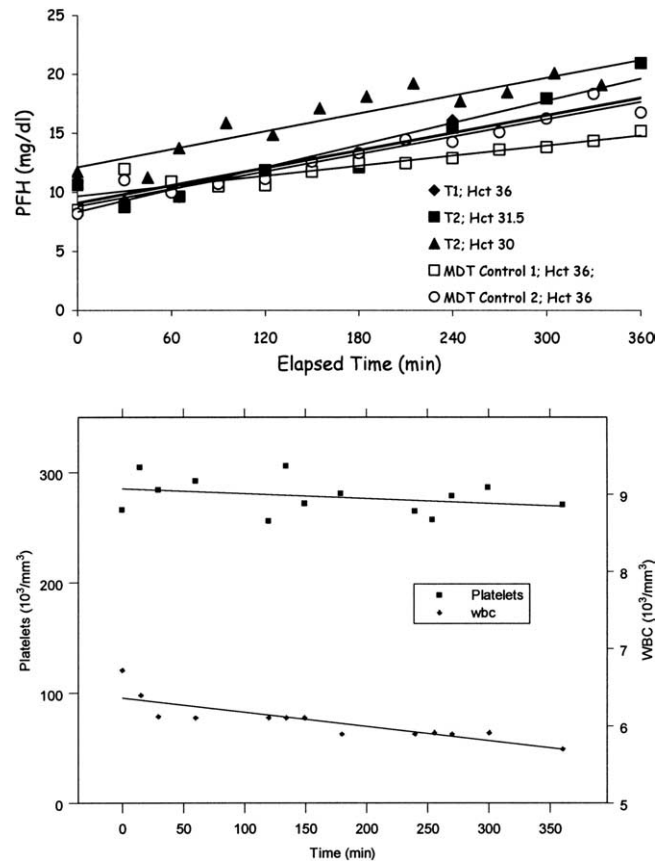 25
20
15
10
5
0
PFH (mg/dl)
T1; Hct 36
T2; Hct 31.5
T2; Hct 30
MDT Control 1; Hct 36;
MDT Control 2; Hct 36
0 60 120 180 240 300 360
Elapsed Time (min)
300
200
100
0
Platelets (10³/mm³)
Platelets
wbc
9
8
7
6
5
WBC (10³/mm³)
0 50 100 150 200 250 300 350
Time (min)